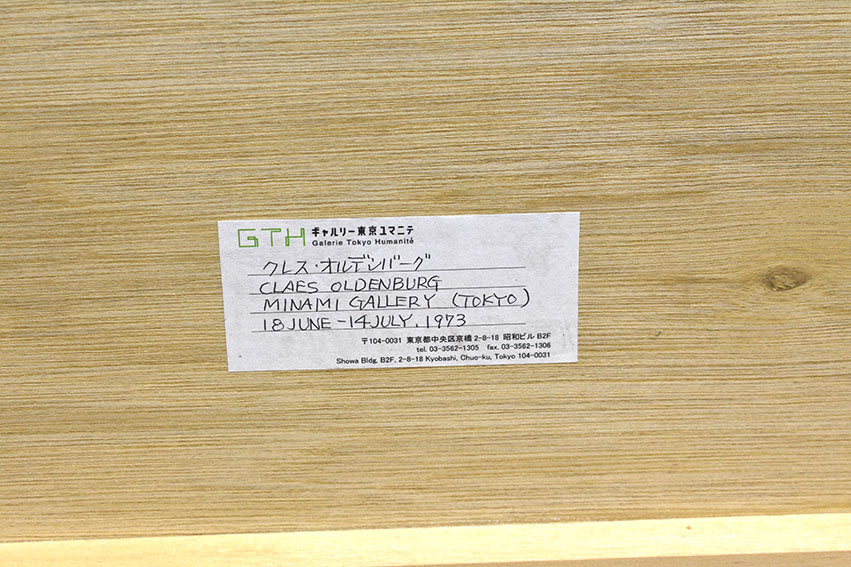 GTH ギャルリー東京ユマニテ
Galerie Tokyo Humanité
クレス・オルデンバーグ
CLAES OLDENBURG
MINAMI GALLERY (TOKYO)
18 JUNE - 14 JULY, 1973
〒104-0031 東京都中央区京橋 2-8-18 昭和ビル B2F
tel. 03-3562-1305 fax. 03-3562-1306
Showa Bldg. B2F, 2-8-18 Kyobashi, Chuo-ku, Tokyo 104-0031